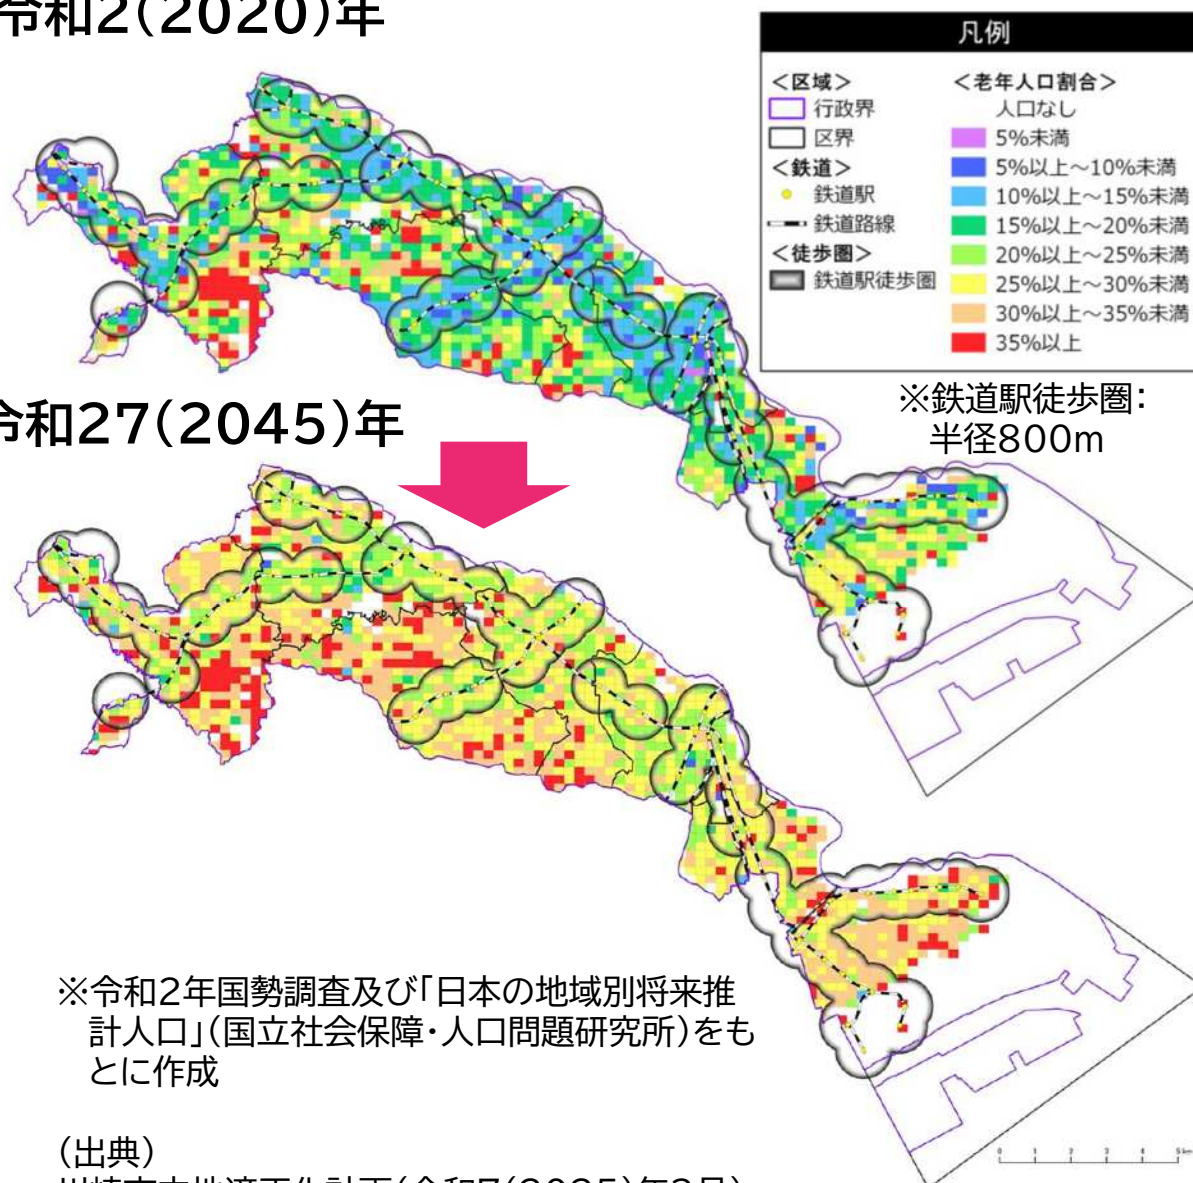 令和2(2020)年
凡例
<区域>
行政界
区界
<鉄道>
鉄道駅
鉄道路線
<徒歩圏>
鉄道駅徒歩圏
<老年人口割合>
人口なし
5%未満
5%以上～10%未満
10%以上～15%未満
15%以上～20%未満
20%以上～25%未満
25%以上～30%未満
30%以上～35%未満
35%以上
※鉄道駅徒歩圏：
半径800m
令和27(2045)年
※令和2年国勢調査及び「日本の地域別将来推
計人口」(国立社会保障・人口問題研究所)をも
とに作成
(出典)
0 1 2 3 4 5 km